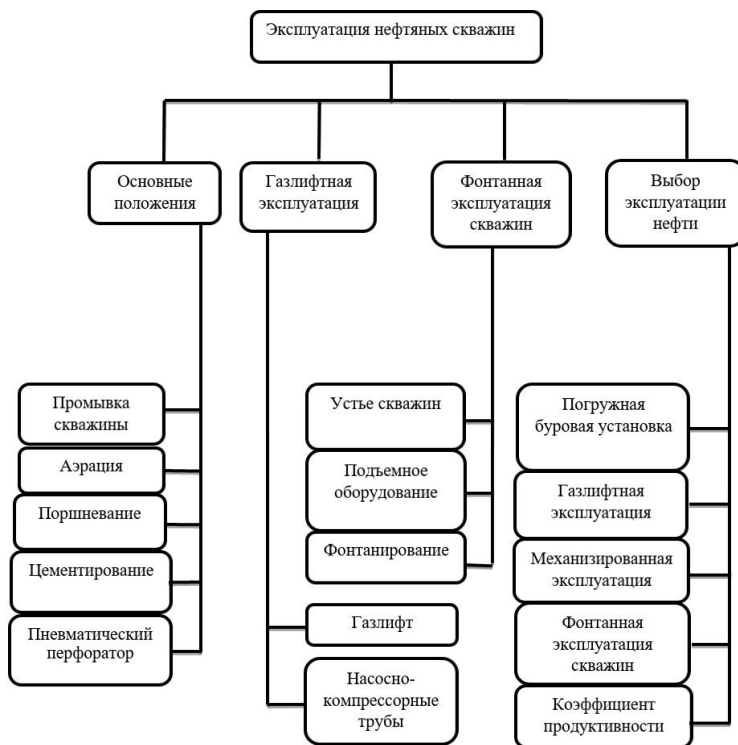 Эксплуатация нефтяных скважин
Основные
положения
Газлифтная
эксплуатация
Фонтанная
эксплуатация
скважин
Выбор
эксплуатации
нефти
Промывка
скважины
Аэрация
Поршневание
Цементирование
Пневматический
перфоратор
Газлифт
Насосно-
компрессорные
трубы
Устье скважин
Подъемное
оборудование
Фонтанирование
Погружная
буровая установка
Газлифтная
эксплуатация
Механизированная
эксплуатация
Фонтанная
эксплуатация
скважин
Коэффициент
продуктивности